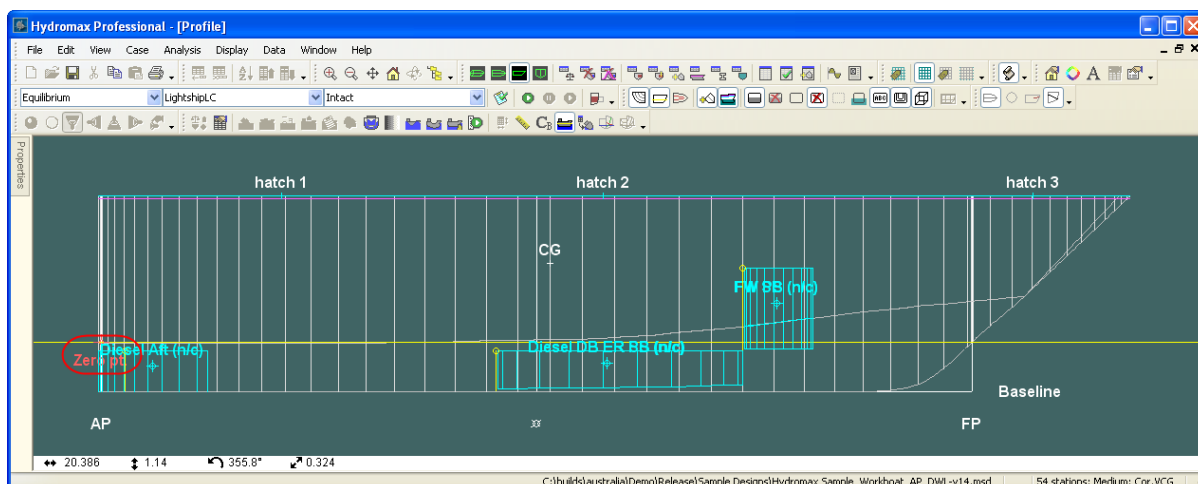 Hydromax Professional - [Profile]
File Edit View Case Analysis Display Data Window Help
Equilibrium LightshipLC Intact
Properties
hatch 1 hatch 2 hatch 3
CG
FW SB (n/c)
Diesel Aft (n/c) Diesel DB ER BB (n/c)
Zero pt.
Baseline
AP FP
20.386 1.14 355.8° 0.324
C:\builds\australia\Demo\Release\Sample Designs\Hydromax_Sample_Workboat_AP_DWL-v14.msd 54 stations: Medium; Cor.VCG